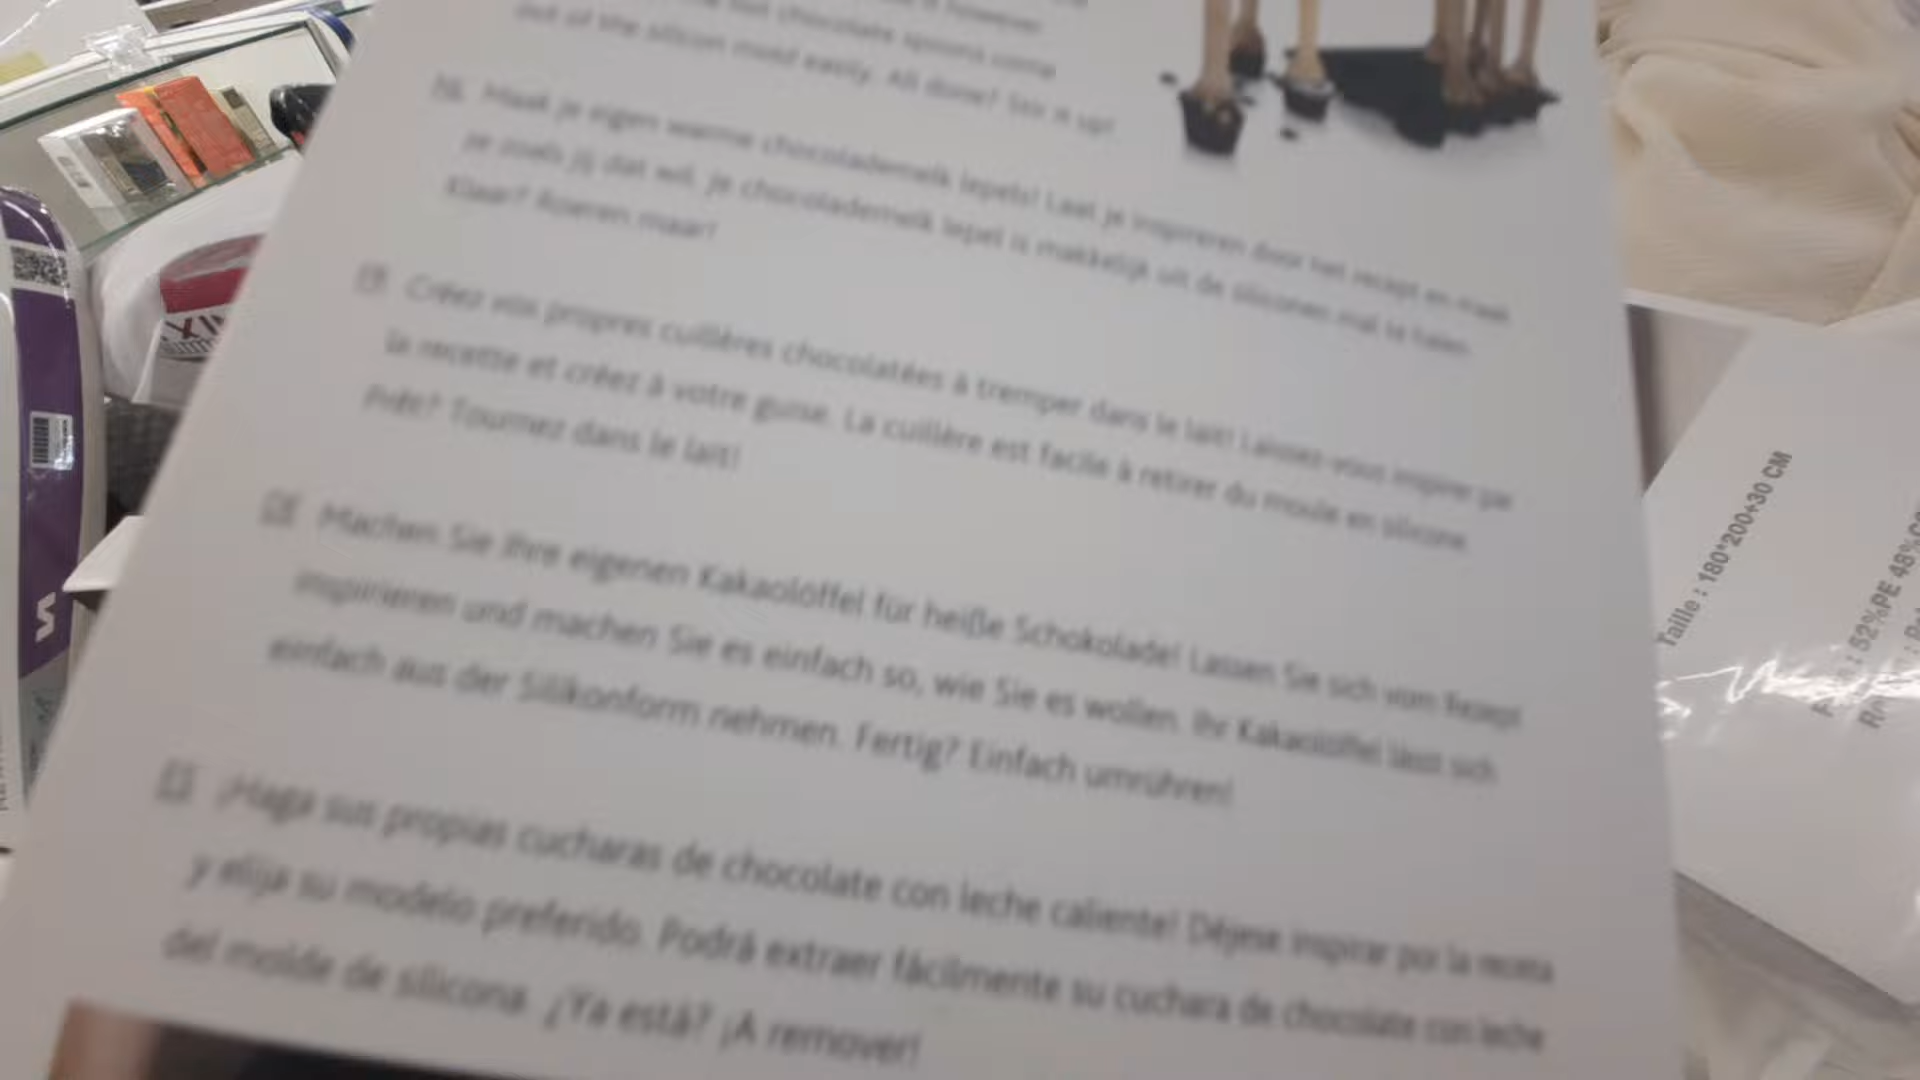 however
hot chocolate spoons come
out of the silicon mold easily. All done? Stir it up!
NL Maak je eigen warme chocolademelk lepels! Laat je inspireren door het recept en maak
je zoals jij dat wil. Je chocolademelk lepel is makkelijk uit de siliconen mal te halen.
Klaar? Roeren maar!
FR Créez vos propres cuillères chocolatées à tremper dans le lait! Laissez-vous inspirer par
la recette et créez à votre guise. La cuillère est facile à retirer du moule en silicone.
Prêt? Tournez dans le lait!
DE Machen Sie Ihre eigenen Kakaolöffel für heiße Schokolade! Lassen Sie sich vom Rezept
inspirieren und machen Sie es einfach so, wie Sie es wollen. Ihr Kakaolöffel lässt sich
einfach aus der Silikonform nehmen. Fertig? Einfach umrühren!
ES ¡Haga sus propias cucharas de chocolate con leche caliente! Déjese inspirar por la receta
y elija su modelo preferido. Podrá extraer fácilmente su cuchara de chocolate con leche
del molde de silicona. ¿Ya está? ¡A remover!
Taille : 180*200+30 CM
: 52%PE 48%